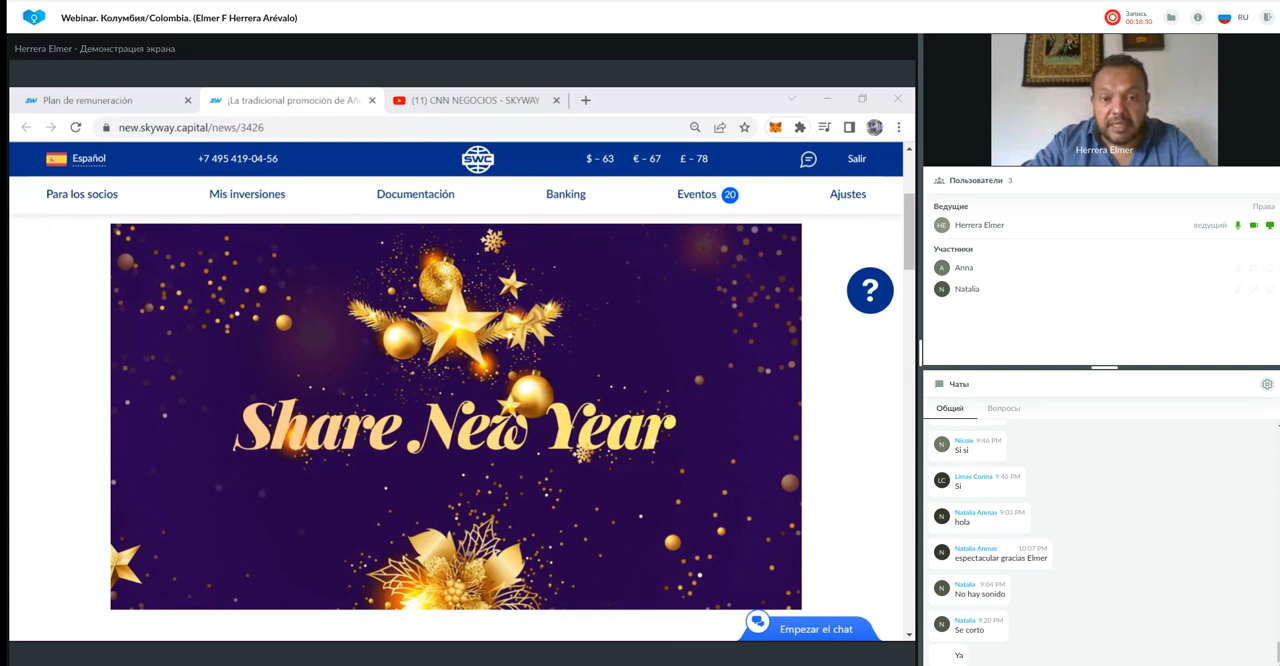 Webinar. Колумбия/Colombia. (Elmer F Herrera Arévalo)
Запись
00:18:50
RU
Herrera Elmer - Демонстрация экрана
Plan de remuneración
¡La tradicional promoción de Año
(11) CNN NEGOCIOS - SKYWAY
new.skyway.capital/news/3426
Español
+7 495 419-04-56
SWC
$ – 63
€ – 67
£ – 78
Salir
Para los socios
Mis inversiones
Documentación
Banking
Eventos 20
Ajustes
Share New Year
?
Empezar el chat
Herrera Elmer
Пользователи 3
Ведущие
Права
HE
Herrera Elmer
ведущий
Участники
A
Anna
N
Natalia
Чаты
Общий
Вопросы
N
Nicole 9:46 PM
Si si
LC
Limas Corina 9:46 PM
Si
N
Natalia Arenas 9:03 PM
hola
N
Natalia Arenas 10:07 PM
espectacular gracias Elmer
N
Natalia 9:04 PM
No hay sonido
N
Natalia 9:20 PM
Se corto
Ya